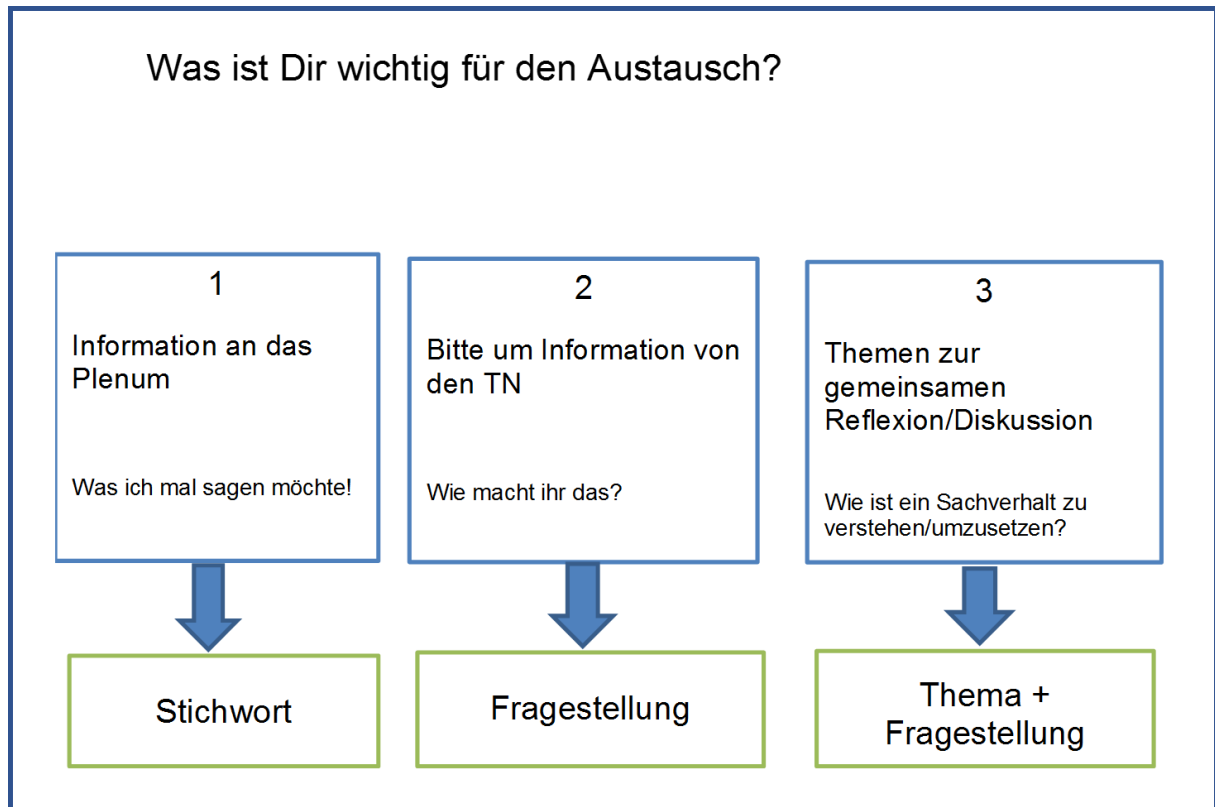 Was ist Dir wichtig für den Austausch?
1
Information an das
Plenum
Was ich mal sagen möchte!
2
Bitte um Information von
den TN
Wie macht ihr das?
3
Themen zur
gemeinsamen
Reflexion/Diskussion
Wie ist ein Sachverhalt zu
verstehen/umzusetzen?
Stichwort
Fragestellung
Thema +
Fragestellung